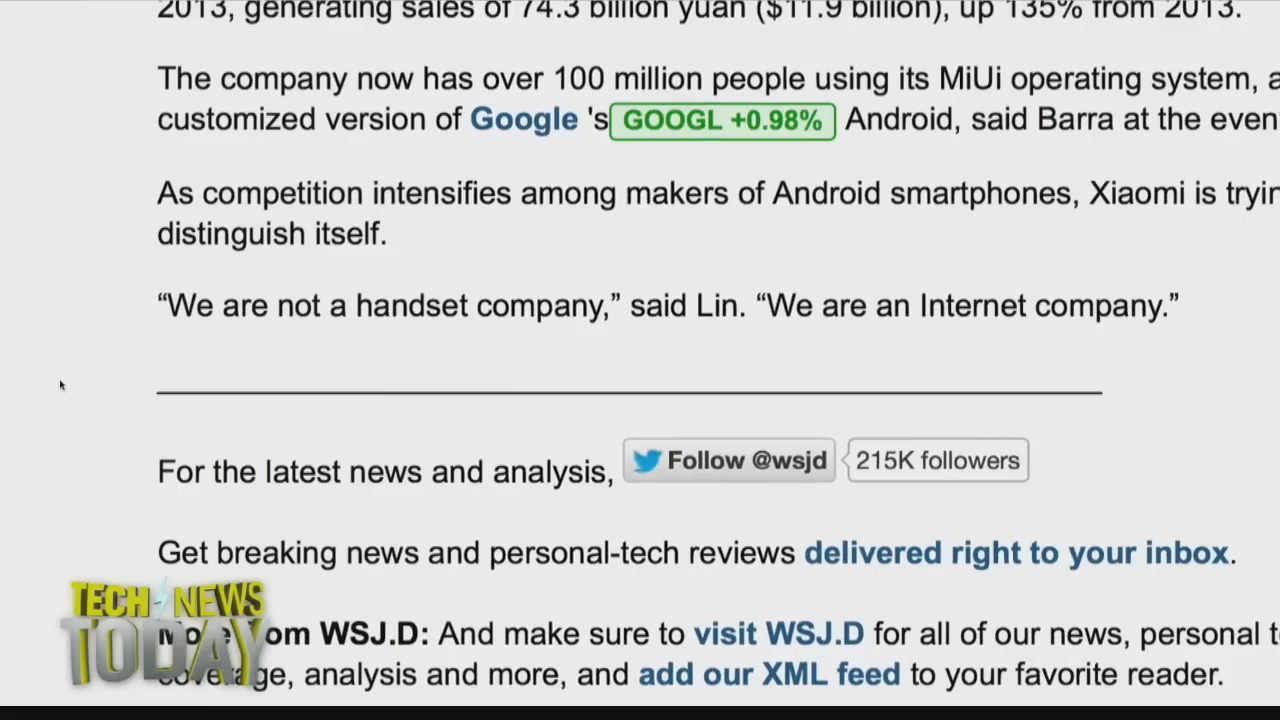 2013, generating sales of 74.3 billion yuan ($11.9 billion), up 135% from 2013.
The company now has over 100 million people using its MiUi operating system, a
customized version of Google 's GOOGL +0.98% Android, said Barra at the even
As competition intensifies among makers of Android smartphones, Xiaomi is tryin
distinguish itself.
“We are not a handset company,” said Lin. “We are an Internet company.”
For the latest news and analysis, Follow @wsjd 215K followers
Get breaking news and personal-tech reviews delivered right to your inbox.
TECH NEWS
TODAY
om WSJ.D: And make sure to visit WSJ.D for all of our news, personal t
ge, analysis and more, and add our XML feed to your favorite reader.